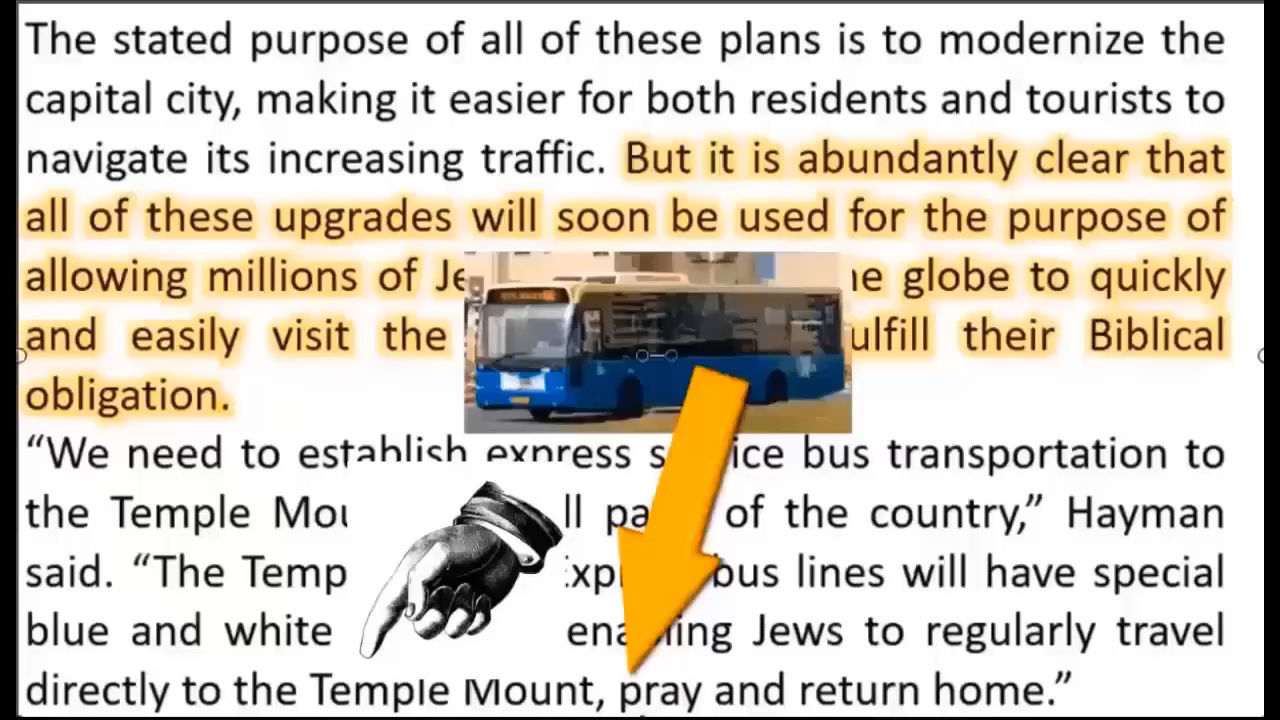 The stated purpose of all of these plans is to modernize the
capital city, making it easier for both residents and tourists to
navigate its increasing traffic. But it is abundantly clear that
all of these upgrades will soon be used for the purpose of
allowing millions of globe to quickly
and easily visit the their Biblical
obligation.
“We need to establish express bus transportation to
the Temple of the country,” Hayman
said. “The bus lines will have special
blue and white Jews to regularly travel
directly to the Temple Mount, pray and return home.”